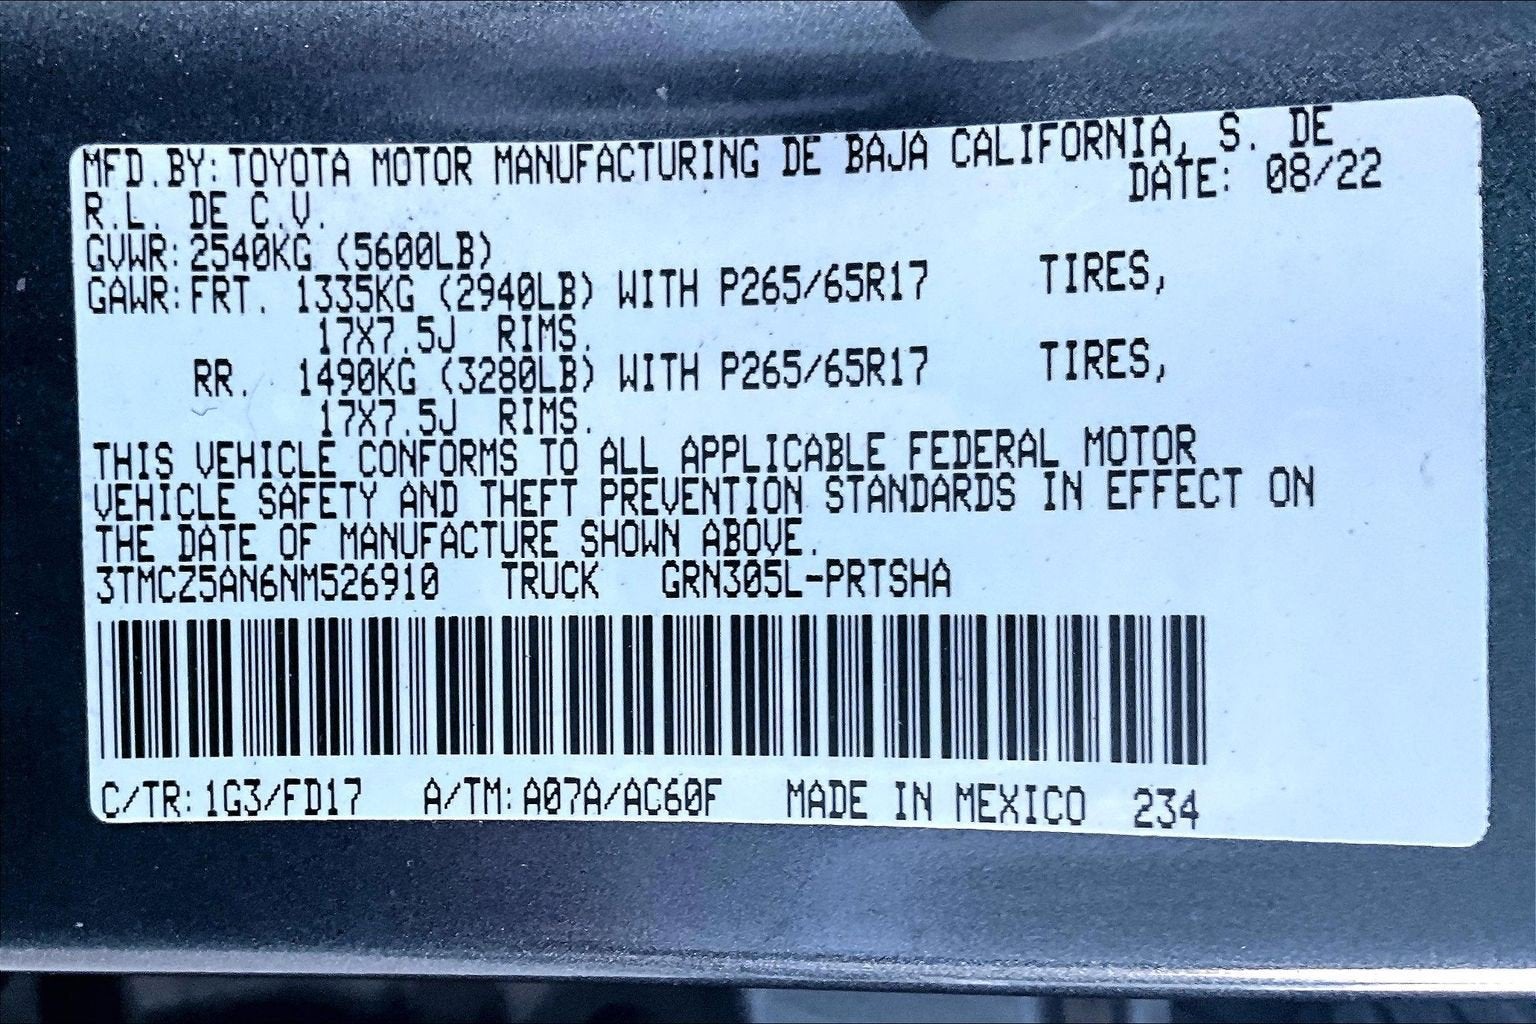 MFD.BY: TOYOTA MOTOR MANUFACTURING DE BAJA CALIFORNIA, S. DE
R.L. DE C.V. DATE: 08/22
GVWR: 2540KG (5600LB)
GAWR: FRT. 1335KG (2940LB) WITH P265/65R17 TIRES,
17X7.5J RIMS.
RR. 1490KG (3280LB) WITH P265/65R17 TIRES,
17X7.5J RIMS.
THIS VEHICLE CONFORMS TO ALL APPLICABLE FEDERAL MOTOR
VEHICLE SAFETY AND THEFT PREVENTION STANDARDS IN EFFECT ON
THE DATE OF MANUFACTURE SHOWN ABOVE.
3TMCZ5AN6NM526910 TRUCK GRN305L-PRTSHA
C/TR: 1G3/FD17 A/TM: A07A/AC60F MADE IN MEXICO 234